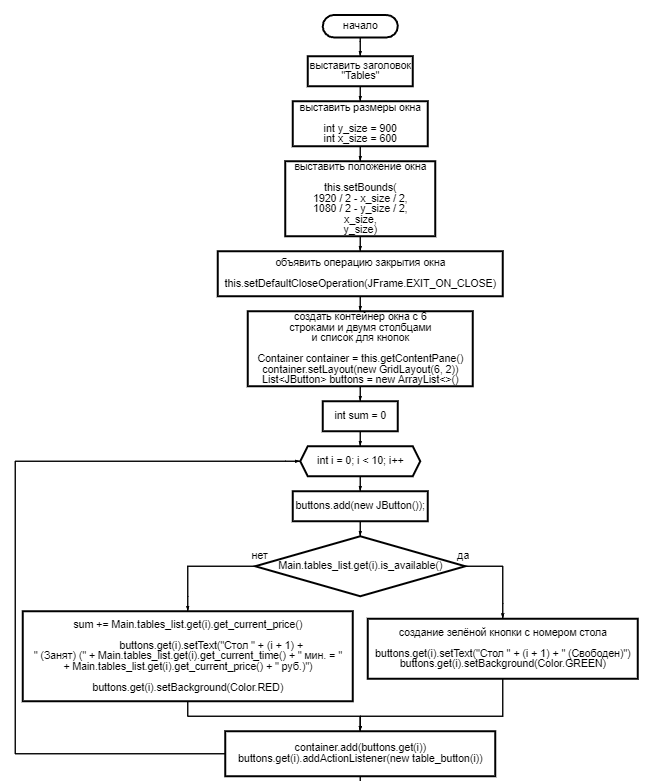 начало
выставить заголовок
"Tables"
выставить размеры окна
int y_size = 900
int x_size = 600
выставить положение окна
this.setBounds(
1920 / 2 - x_size / 2,
1080 / 2 - y_size / 2,
x_size,
y_size)
объявить операцию закрытия окна
this.setDefaultCloseOperation(JFrame.EXIT_ON_CLOSE)
создать контейнер окна с 6
строками и двумя столбцами
и список для кнопок
Container container = this.getContentPane()
container.setLayout(new GridLayout(6, 2))
List<JButton> buttons = new ArrayList<>()
int sum = 0
int i = 0; i < 10; i++
buttons.add(new JButton());
нет
да
Main.tables_list.get(i).is_available()
sum += Main.tables_list.get(i).get_current_price()
buttons.get(i).setText("Стол " + (i + 1) +
" (Занят) (" + Main.tables_list.get(i).get_current_time() + " мин. = "
+ Main.tables_list.get(i).get_current_price() + " руб.)")
buttons.get(i).setBackground(Color.RED)
создание зелёной кнопки с номером стола
buttons.get(i).setText("Стол " + (i + 1) + " (Свободен)")
buttons.get(i).setBackground(Color.GREEN)
container.add(buttons.get(i))
buttons.get(i).addActionListener(new table_button(i))